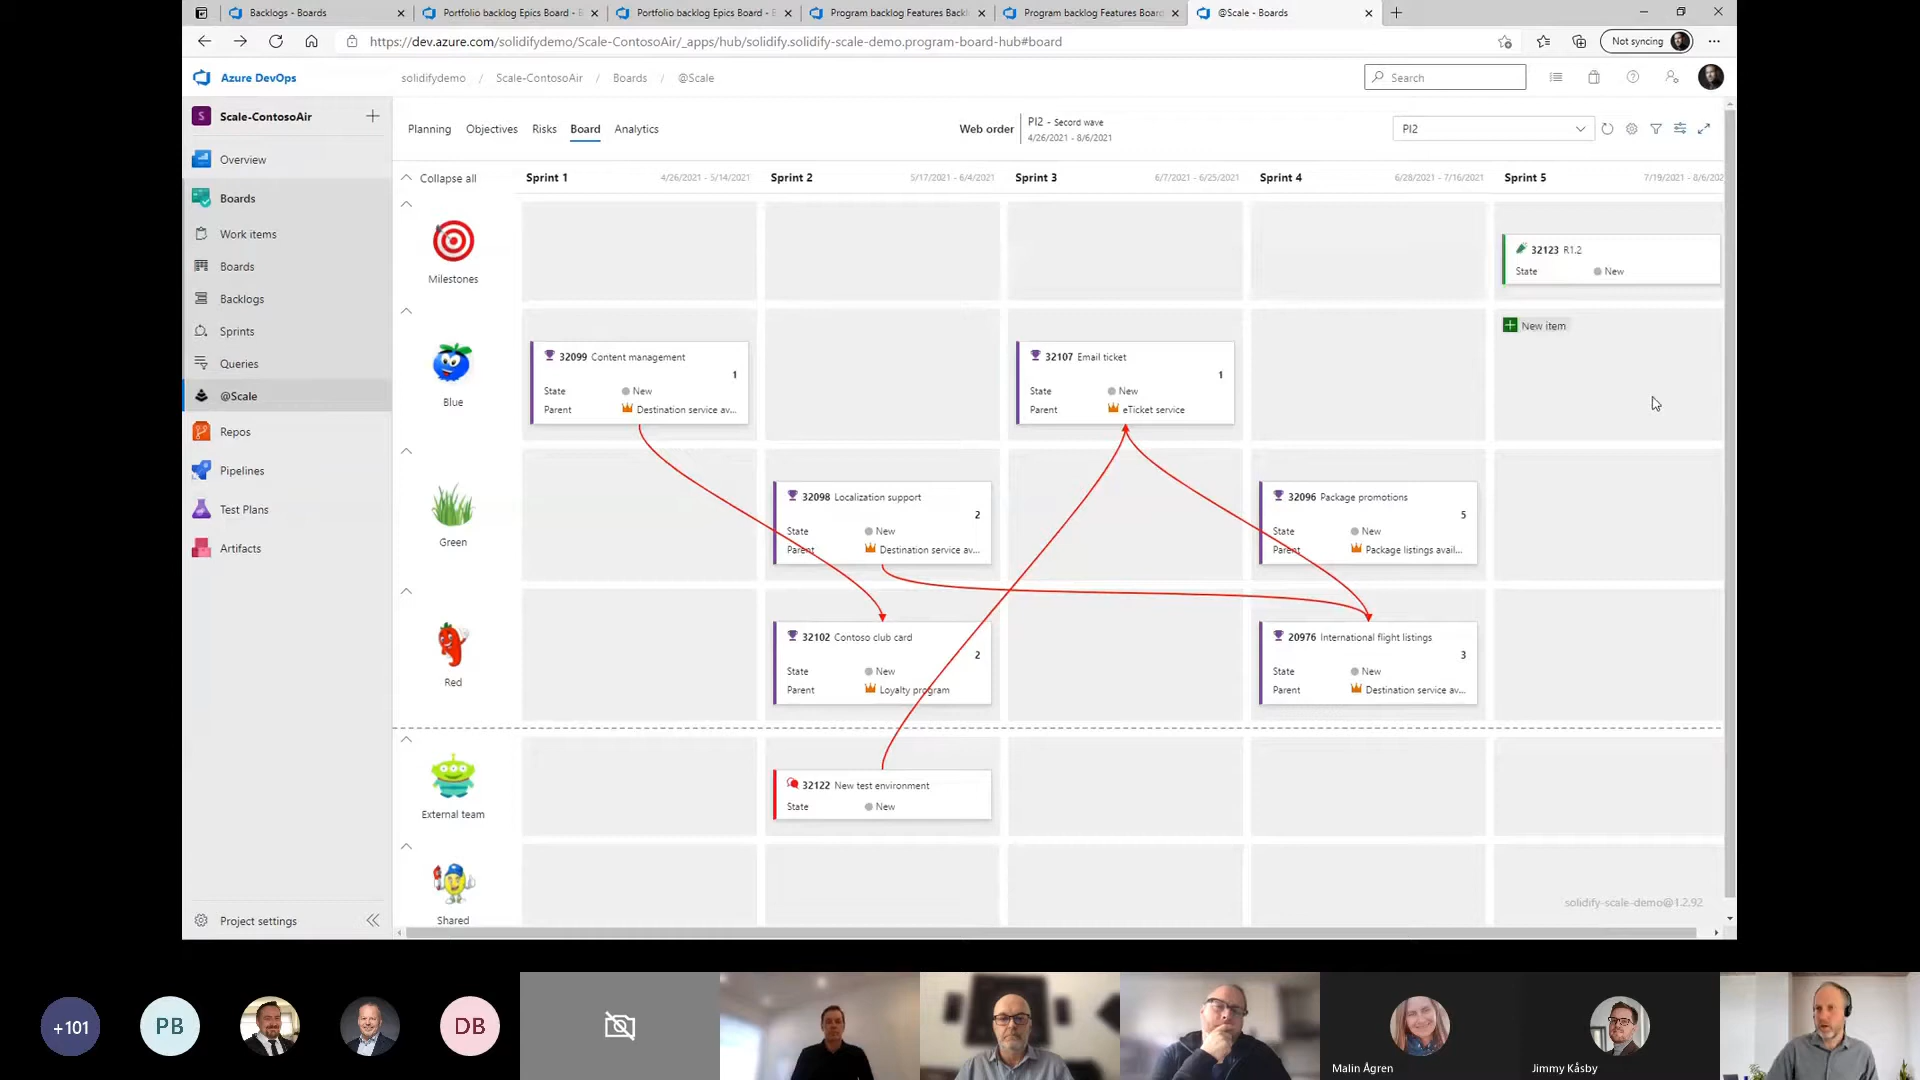 Backlogs - Boards
Portfolio backlog Epics Board - E
Portfolio backlog Epics Board - E
Program backlog Features Backl
Program backlog Features Board
@Scale - Boards
https://dev.azure.com/solidifydemo/Scale-ContosoAir/_apps/hub/solidify.solidify-scale-demo.program-board-hub#board
Not syncing
Azure DevOps
solidifydemo / Scale-ContosoAir / Boards / @Scale
Search
S Scale-ContosoAir
Overview
Boards
Work items
Boards
Backlogs
Sprints
Queries
@Scale
Repos
Pipelines
Test Plans
Artifacts
Project settings
Planning Objectives Risks Board Analytics
Web order
PI2 - Second wave
4/26/2021 - 8/6/2021
PI2
Collapse all
Sprint 1 4/26/2021 - 5/14/2021
Sprint 2 5/17/2021 - 6/4/2021
Sprint 3 6/7/2021 - 6/25/2021
Sprint 4 6/28/2021 - 7/16/2021
Sprint 5 7/19/2021 - 8/6/202
Milestones
32123 R1.2
State New
Blue
32099 Content management
1
State New
Parent Destination service av...
32107 Email ticket
1
State New
Parent eTicket service
New item
Green
32098 Localization support
2
State New
Parent Destination service av...
32096 Package promotions
5
State New
Parent Package listings avail...
Red
32102 Contoso club card
2
State New
Parent Loyalty program
20976 International flight listings
3
State New
Parent Destination service av...
External team
32122 New test environment
State New
Shared
solidify-scale-demo@1.2.92
+101
PB
DB
Malin Ågren
Jimmy Kåsby